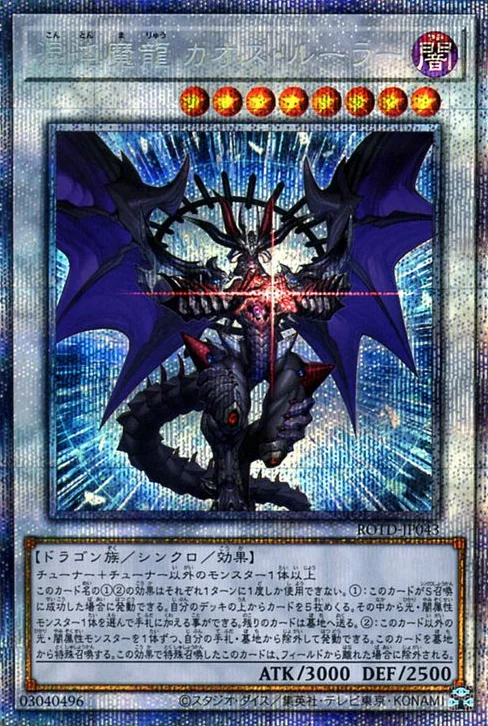 こん とん ま りゅう
混沌魔龍 カオス・ルーラー
闇
ROTD-JP043
【ドラゴン族／シンクロ／効果】
チューナー＋チューナー以外のモンスター1体以上
このカード名の①②の効果はそれぞれ1ターンに1度しか使用できない。①：このカードがS召喚
に成功した場合に発動できる。自分のデッキの上からカードを5枚めくる。その中から光・闇属性
モンスター1体を選んで手札に加える事ができる。残りのカードは墓地へ送る。②：このカード以外の
光・闇属性モンスターを1体ずつ、自分の手札・墓地から除外して発動できる。このカードを墓地
から特殊召喚する。この効果で特殊召喚したこのカードは、フィールドから離れた場合に除外される。
ATK/3000 DEF/2500
03040496
©スタジオ・ダイス／集英社・テレビ東京・KONAMI